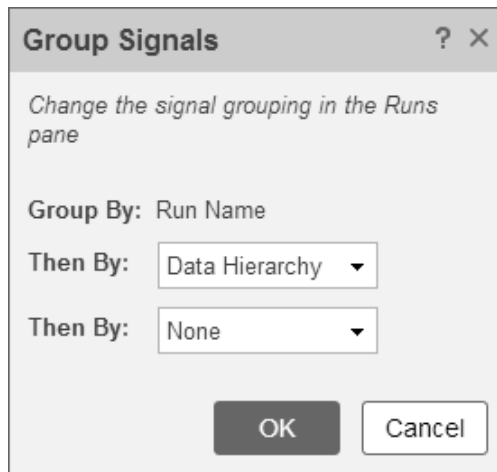 Group Signals ? ×
Change the signal grouping in the Runs
pane
Group By: Run Name
Then By: Data Hierarchy
Then By: None
OK Cancel